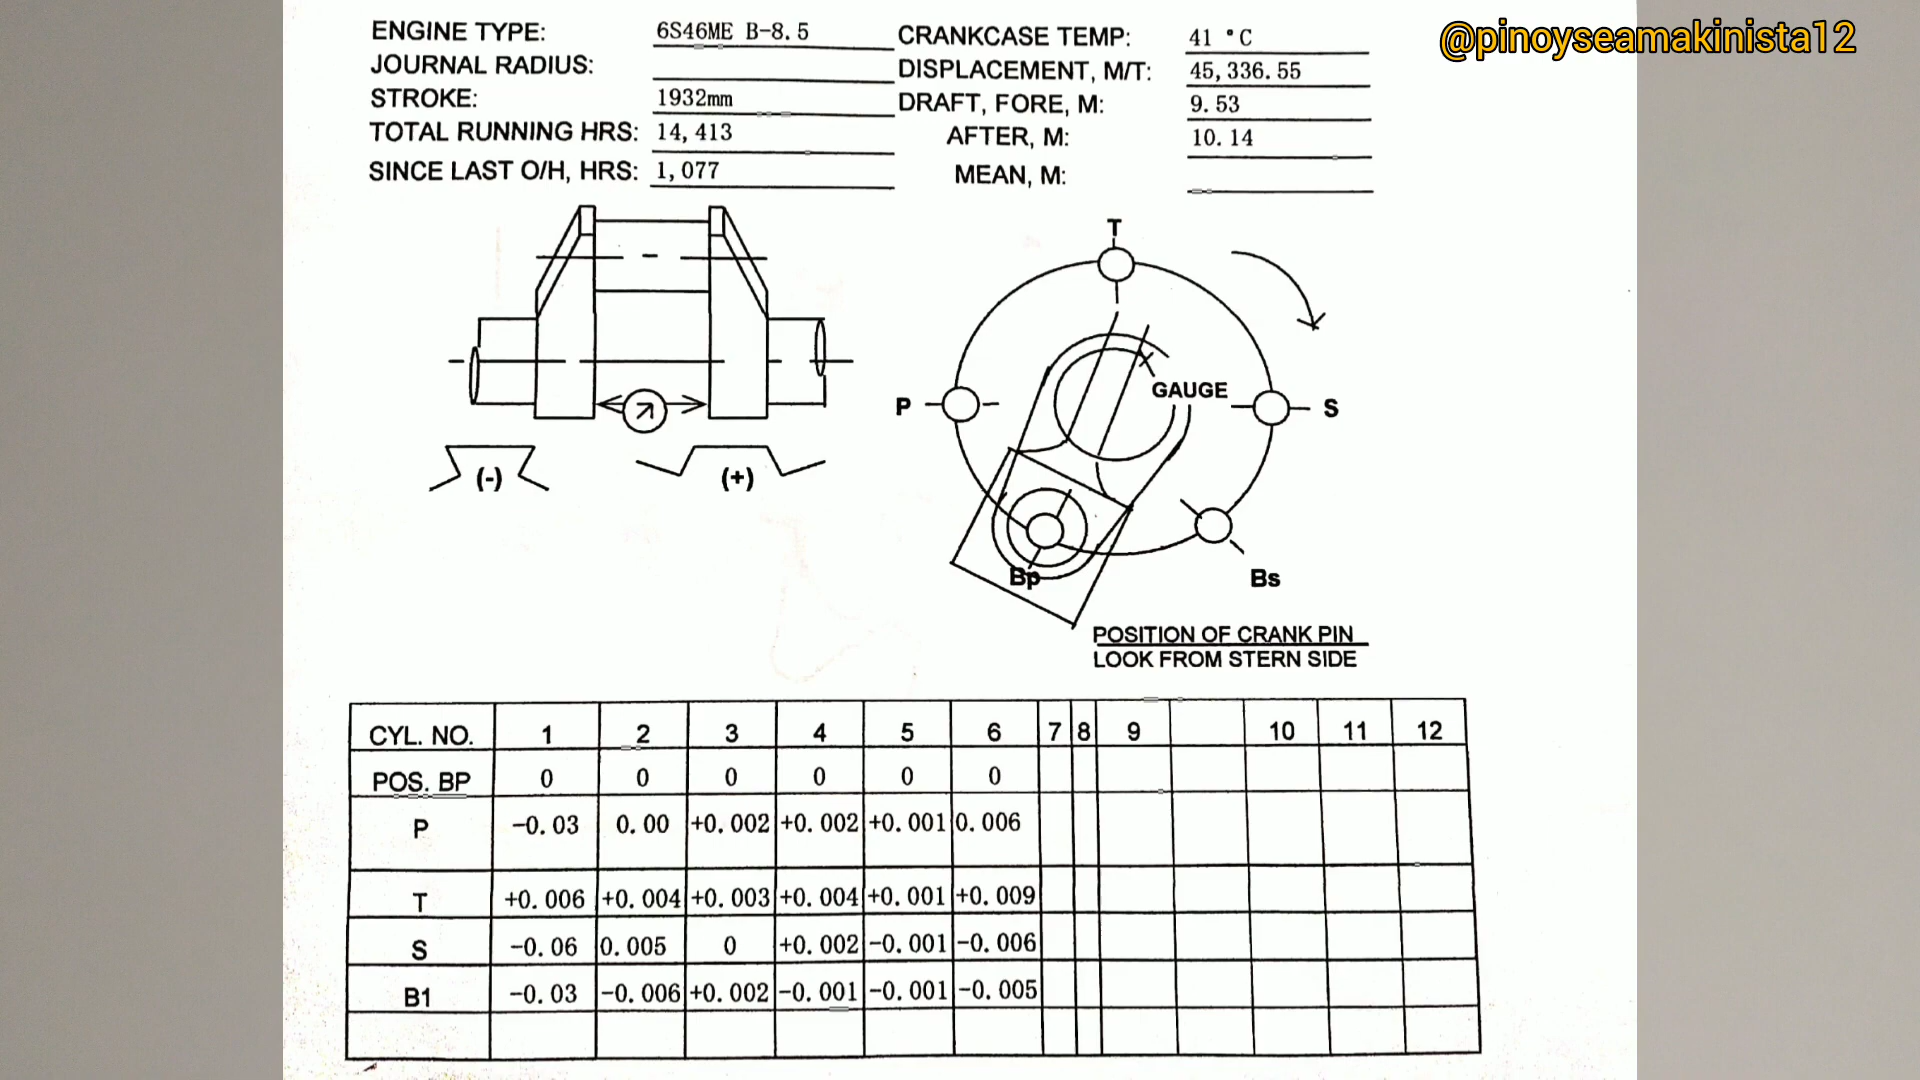 @pinoyseamakinista12
ENGINE TYPE: 6S46ME B-8.5 CRANKCASE TEMP: 41 °C
JOURNAL RADIUS: DISPLACEMENT, M/T: 45,336.55
STROKE: 1932mm DRAFT, FORE, M: 9.53
TOTAL RUNNING HRS: 14,413 AFTER, M: 10.14
SINCE LAST O/H, HRS: 1,077 MEAN, M:
T
GAUGE
P S
(-) (+)
Bp Bs
POSITION OF CRANK PIN
LOOK FROM STERN SIDE
CYL. NO. 1 2 3 4 5 6 7 8 9 10 11 12
POS. BP 0 0 0 0 0 0
P -0.03 0.00 +0.002 +0.002 +0.001 0.006
T +0.006 +0.004 +0.003 +0.004 +0.001 +0.009
S -0.06 0.005 0 +0.002 -0.001 -0.006
B1 -0.03 -0.006 +0.002 -0.001 -0.001 -0.005